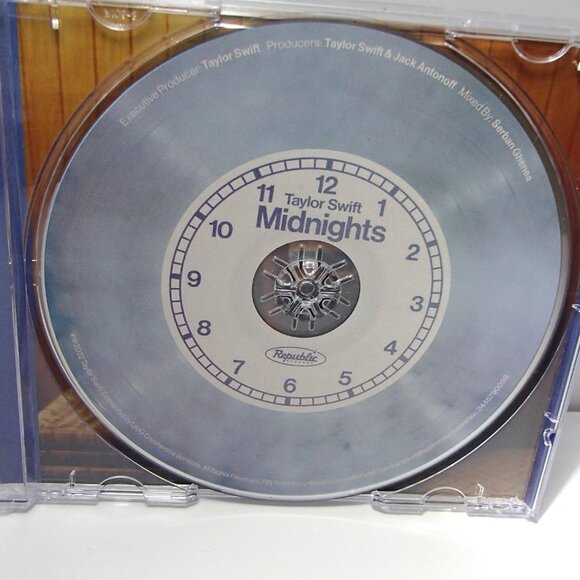 Executive Producer: Taylor Swift Producers: Taylor Swift & Jack Antonoff Mixed By: Serban Ghenea
12
11
1
Taylor Swift
Midnights
10
2
9
3
8
4
Republic
RECORDS
7
5
6